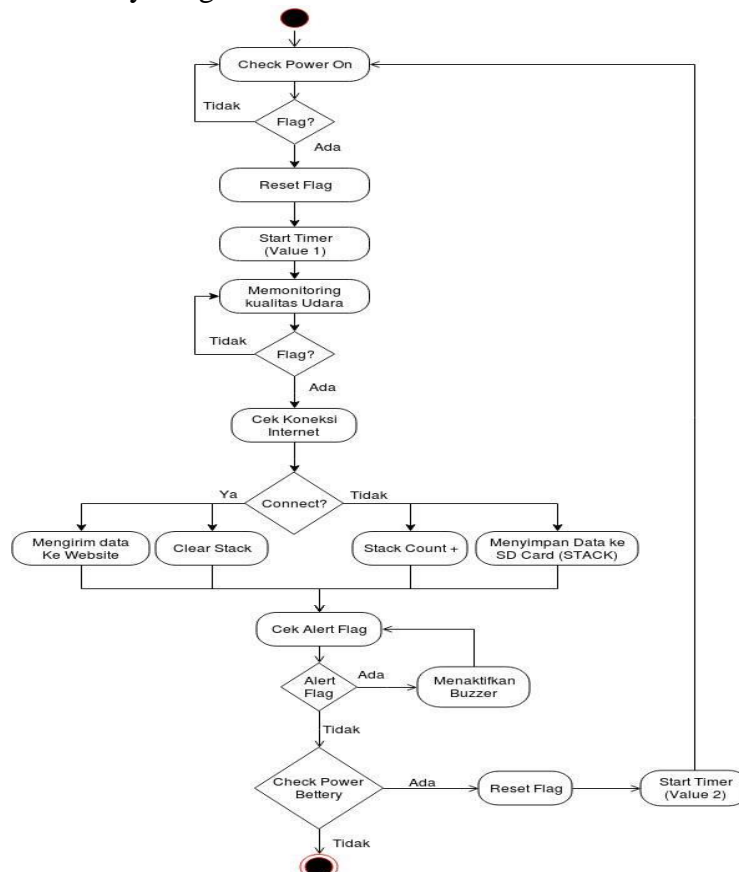 Check Power On
Tidak
Flag?
Ada
Reset Flag
Start Timer
(Value 1)
Memonitoring
kualitas Udara
Tidak
Flag?
Ada
Cek Koneksi
Internet
Ya
Connect?
Tidak
Mengirim data
Ke Website
Clear Stack
Stack Count +
Menyimpan Data ke
SD Card (STACK)
Cek Alert Flag
Alert
Flag
Ada
Menaktifkan
Buzzer
Tidak
Check Power
Bettery
Ada
Reset Flag
Start Timer
(Value 2)
Tidak